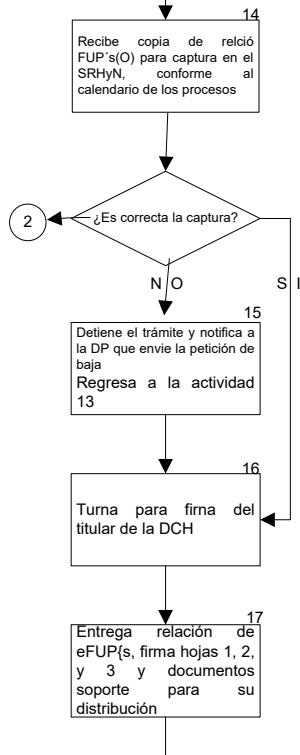 14
Recibe copia de relció
FUP´s(O) para captura en el
SRHyN, conforme al
calendario de los procesos
2
¿Es correcta la captura?
N O
S I
15
Detiene el trámite y notifica a
la DP que envie la petición de
baja
Regresa a la actividad
13
16
Turna para firna del
titular de la DCH
17
Entrega relación de
eFUP{s, firma hojas 1, 2,
y 3 y documentos
soporte para su
distribución